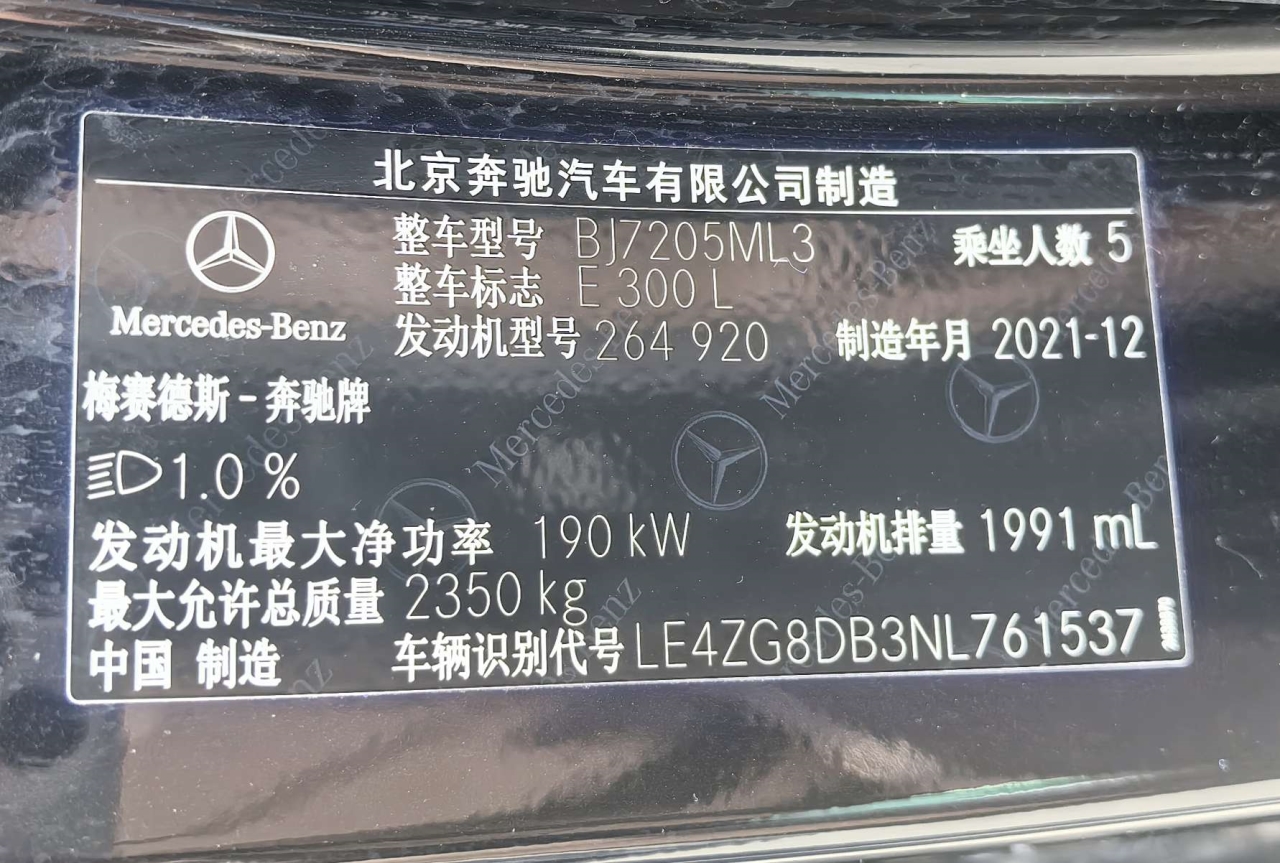 北京奔驰汽车有限公司制造
整车型号 BJ7205ML3 乘坐人数 5
整车标志 E 300 L
Mercedes-Benz
发动机型号 264 920 制造年月 2021-12
梅赛德斯-奔驰牌
1.0 %
发动机最大净功率 190 kW 发动机排量 1991 mL
最大允许总质量 2350 kg
中国 制造 车辆识别代号 LE4ZG8DB3NL761537